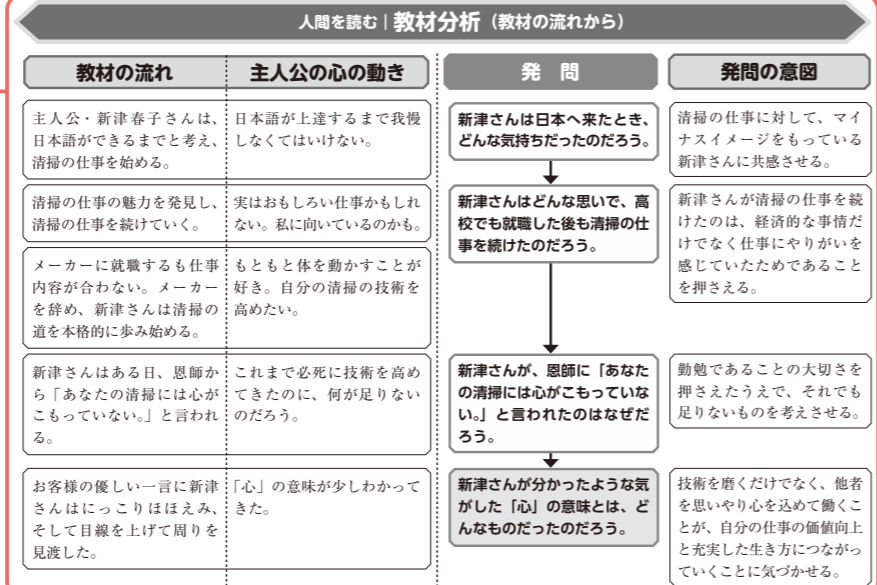 人間を読む｜教材分析（教材の流れから）
教材の流れ
主人公の心の動き
発問
発問の意図
主人公・新津春子さんは、
日本語ができるまでと考え、
清掃の仕事を始める。
日本語が上達するまで我慢
しなくてはいけない。
新津さんは日本へ来たとき、
どんな気持ちだったのだろう。
清掃の仕事に対して、マイ
ナスイメージをもっている
新津さんに共感させる。
清掃の仕事の魅力を発見し、
清掃の仕事を続けていく。
実はおもしろい仕事かもしれ
ない。私に向いているのかも。
新津さんはどんな思いで、高
校でも就職した後も清掃の仕
事を続けたのだろう。
新津さんが清掃の仕事を続
けたのは、経済的な事情だ
けでなく仕事にやりがいを
感じていたためであること
を押さえる。
メーカーに就職するも仕事
内容が合わない。メーカー
を辞め、新津さんは清掃の
道を本格的に歩み始める。
もともと体を動かすことが
好き。自分の清掃の技術を
高めたい。
新津さんはある日、恩師か
ら「あなたの清掃には心が
こもっていない。」と言われ
る。
これまで必死に技術を高め
てきたのに、何が足りない
のだろう。
新津さんが、恩師に「あなた
の清掃には心がこもっていな
い。」と言われたのはなぜだ
ろう。
勤勉であることの大切さを
押さえたうえで、それでも
足りないものを考えさせる。
お客様の優しい一言に新津
さんはにっこりほほえみ、
そして目線を上げて周りを
見渡した。
「心」の意味が少しわかって
きた。
新津さんが分かったような気
がした「心」の意味とは、ど
んなものだったのだろう。
技術を磨くだけでなく、他者
を思いやり心を込めて働くこ
とが、自分の仕事の価値向上
と充実した生き方につながっ
ていくことに気づかせる。